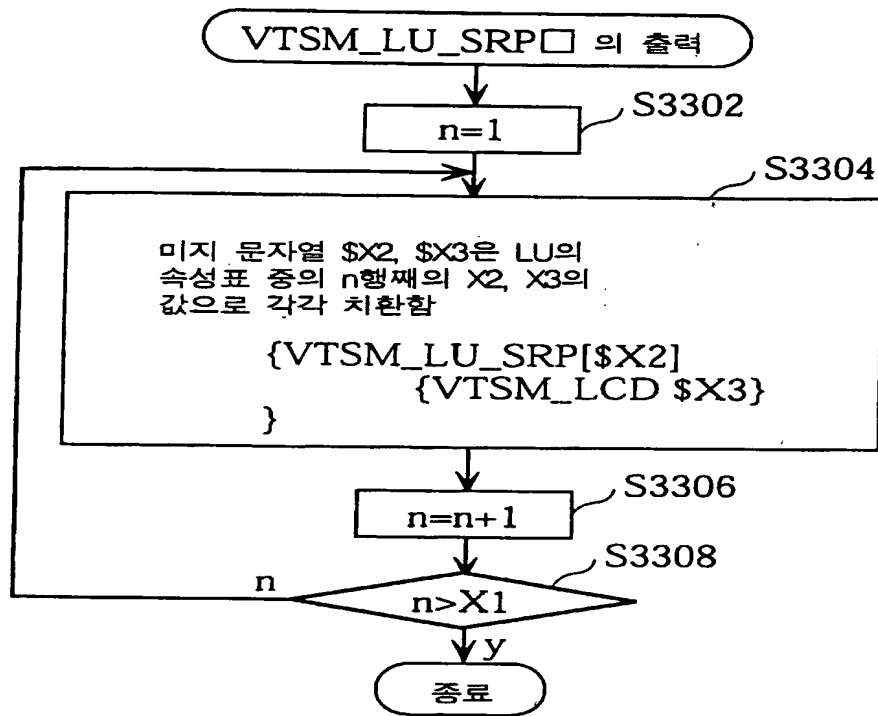 VTSM_LU_SRP□ 의 출력
S3302
n=1
S3304
미지 문자열 $X2, $X3은 LU의
속성표 중의 n행째의 X2, X3의
값으로 각각 치환함
{VTSM_LU_SRP[$X2]
{VTSM_LCD $X3}
}
S3306
n=n+1
S3308
n
n>X1
y
종료